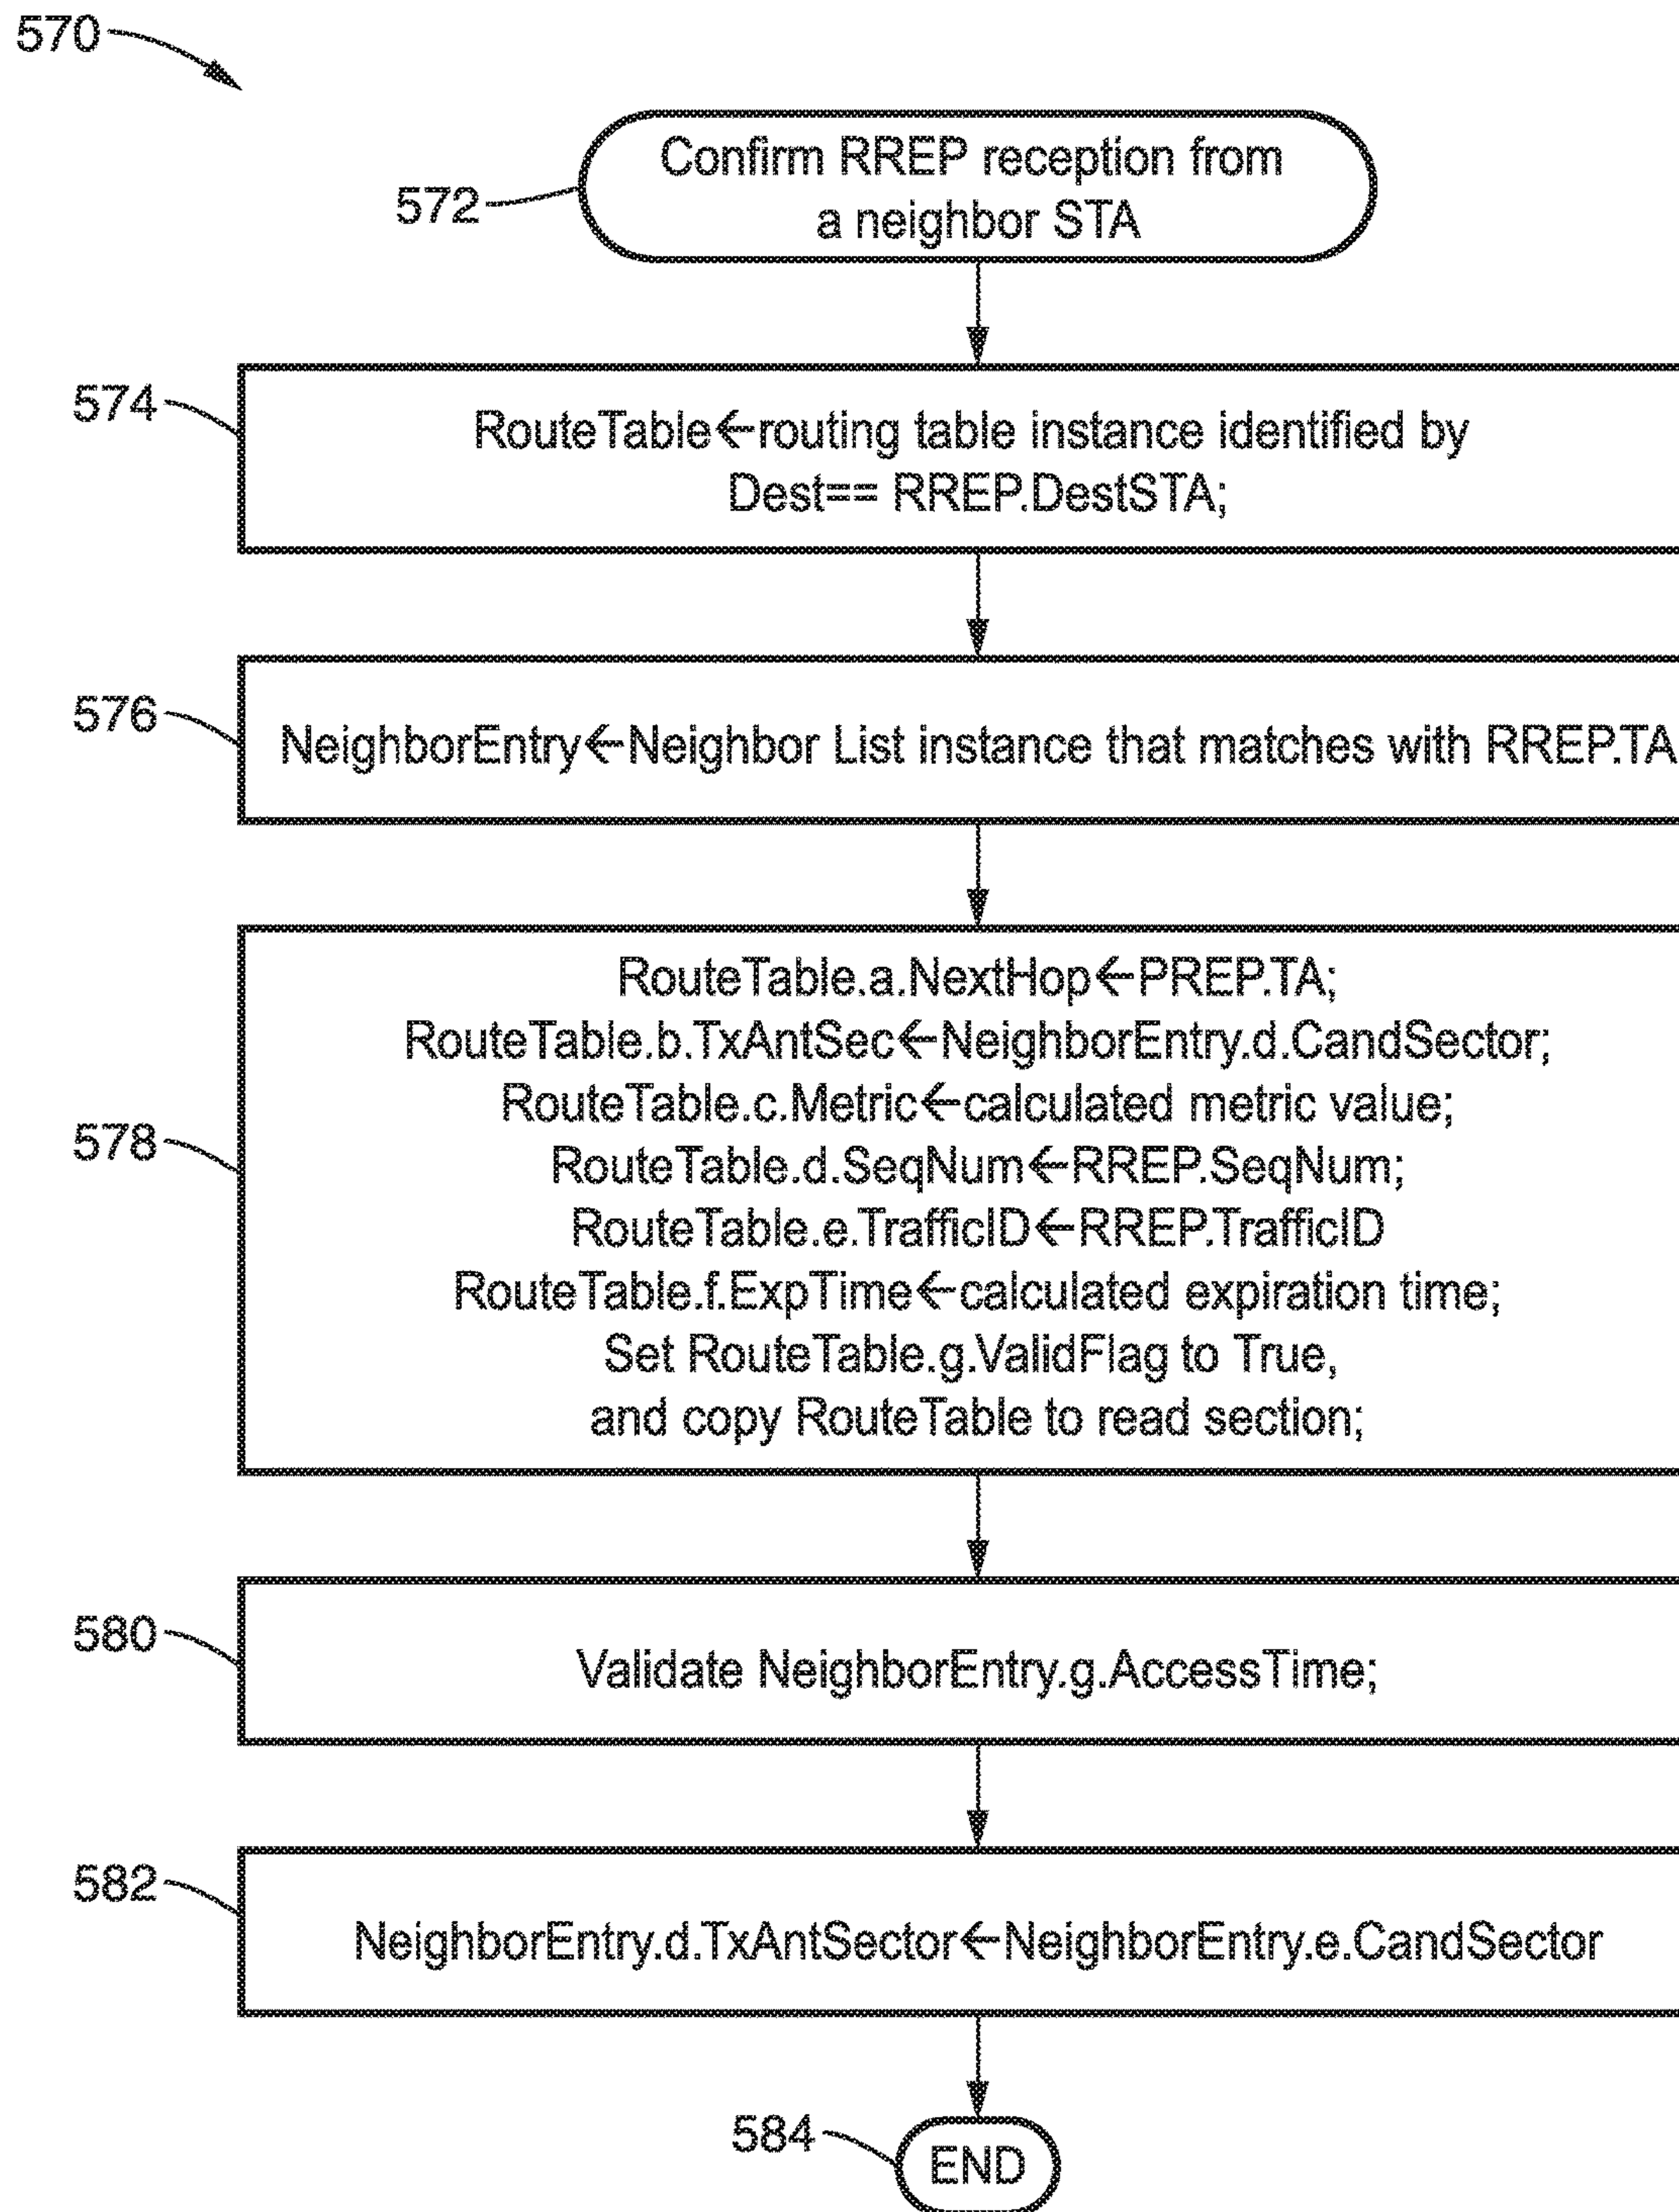 570
572
Confirm RREP reception from
a neighbor STA
574
RouteTable←routing table instance identified by
Dest== RREP.DestSTA;
576
NeighborEntry←Neighbor List instance that matches with RREP.TA
578
RouteTable.a.NextHop←PREP.TA;
RouteTable.b.TxAntSec←NeighborEntry.d.CandSector;
RouteTable.c.Metric←calculated metric value;
RouteTable.d.SeqNum←RREP.SeqNum;
RouteTable.e.TrafficID←RREP.TrafficID
RouteTable.f.ExpTime←calculated expiration time;
Set RouteTable.g.ValidFlag to True,
and copy RouteTable to read section;
580
Validate NeighborEntry.g.AccessTime;
582
NeighborEntry.d.TxAntSector←NeighborEntry.e.CandSector
584
END